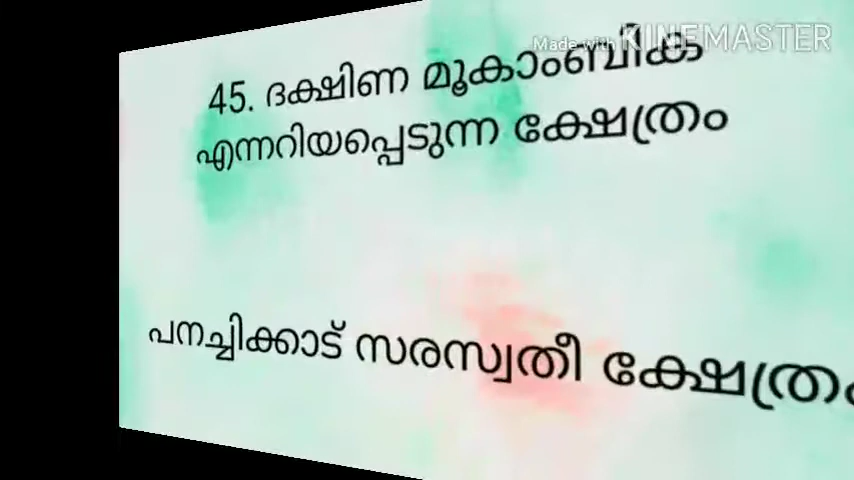 Made with KINEMASTER
45. ദക്ഷിണ മൂകാംബിക
എന്നറിയപ്പെടുന്ന ക്ഷേത്രം
പനച്ചിക്കാട് സരസ്വതീ ക്ഷേത്രം